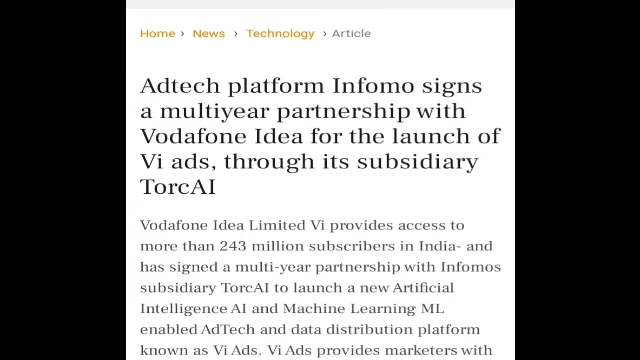 Home › News › Technology › Article
Adtech platform Infomo signs
a multiyear partnership with
Vodafone Idea for the launch of
Vi ads, through its subsidiary
TorcAI
Vodafone Idea Limited Vi provides access to
more than 243 million subscribers in India- and
has signed a multi-year partnership with Infomos
subsidiary TorcAI to launch a new Artificial
Intelligence AI and Machine Learning ML
enabled AdTech and data distribution platform
known as Vi Ads. Vi Ads provides marketers with